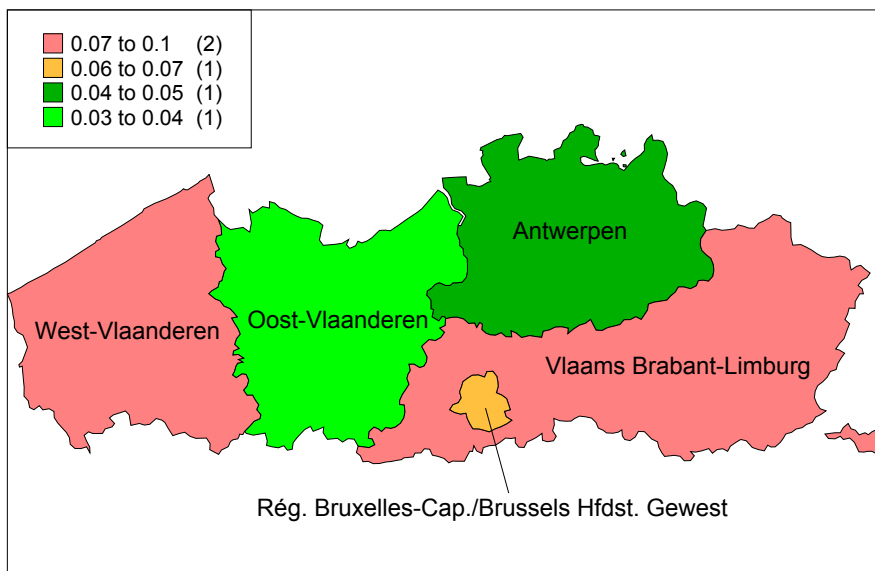 0.07 to 0.1 (2)
0.06 to 0.07 (1)
0.04 to 0.05 (1)
0.03 to 0.04 (1)
Antwerpen
West-Vlaanderen
Oost-Vlaanderen
Vlaams Brabant-Limburg
Rég. Bruxelles-Cap./Brussels Hfdst. Gewest